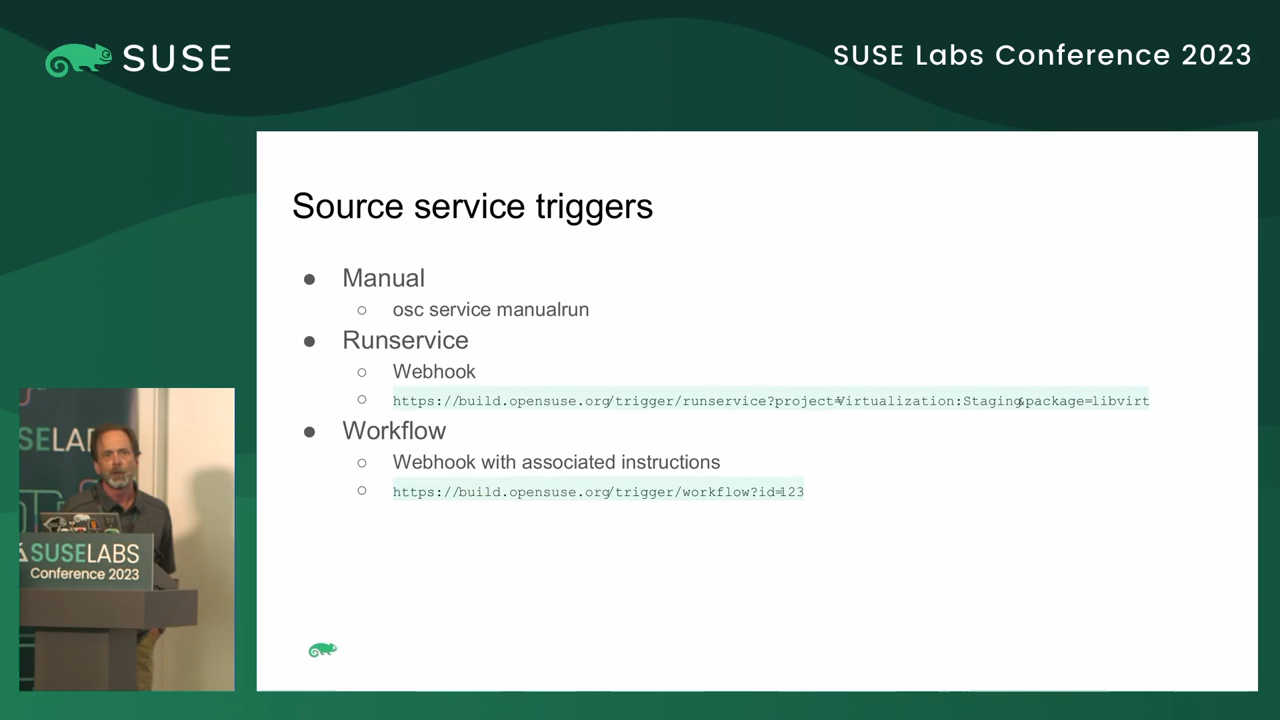 SUSE
SUSE Labs Conference 2023
Source service triggers
● Manual
○ osc service manualrun
● Runservice
○ Webhook
○ https://build.opensuse.org/trigger/runservice?project=Virtualization:Staging&package=libvirt
● Workflow
○ Webhook with associated instructions
○ https://build.opensuse.org/trigger/workflow?id=123
SELA
SUSELABS
Conference 2023